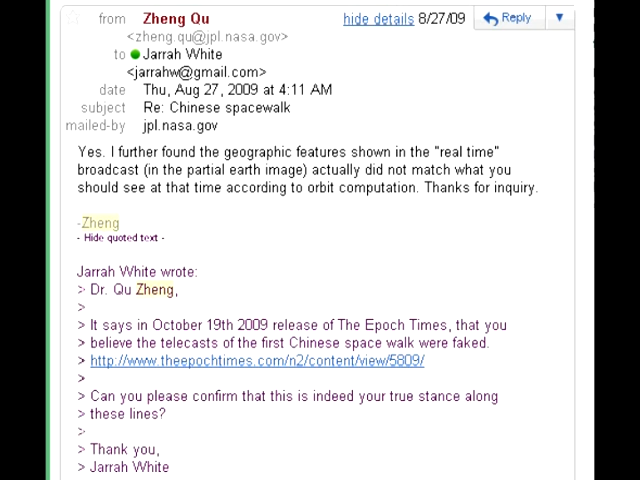 from Zheng Qu hide details 8/27/09 Reply
<zheng.qu@jpl.nasa.gov>
to Jarrah White
<jarrahw@gmail.com>
date Thu, Aug 27, 2009 at 4:11 AM
subject Re: Chinese spacewalk
mailed-by jpl.nasa.gov
Yes. I further found the geographic features shown in the "real time"
broadcast (in the partial earth image) actually did not match what you
should see at that time according to orbit computation. Thanks for inquiry.
-Zheng
- Hide quoted text -
Jarrah White wrote:
> Dr. Qu Zheng,
>
> It says in October 19th 2009 release of The Epoch Times, that you
> believe the telecasts of the first Chinese space walk were faked.
> http://www.theepochtimes.com/n2/content/view/5809/
>
> Can you please confirm that this is indeed your true stance along
> these lines?
>
> Thank you,
> Jarrah White